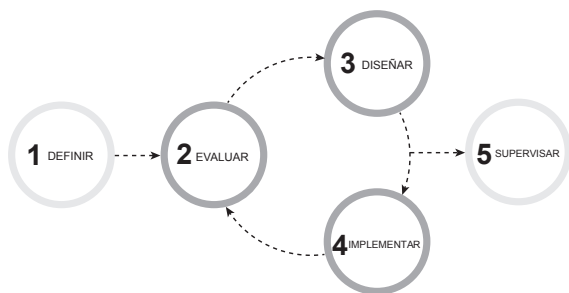 1 DEFINIR
2 EVALUAR
3 DISEÑAR
4 IMPLEMENTAR
5 SUPERVISAR